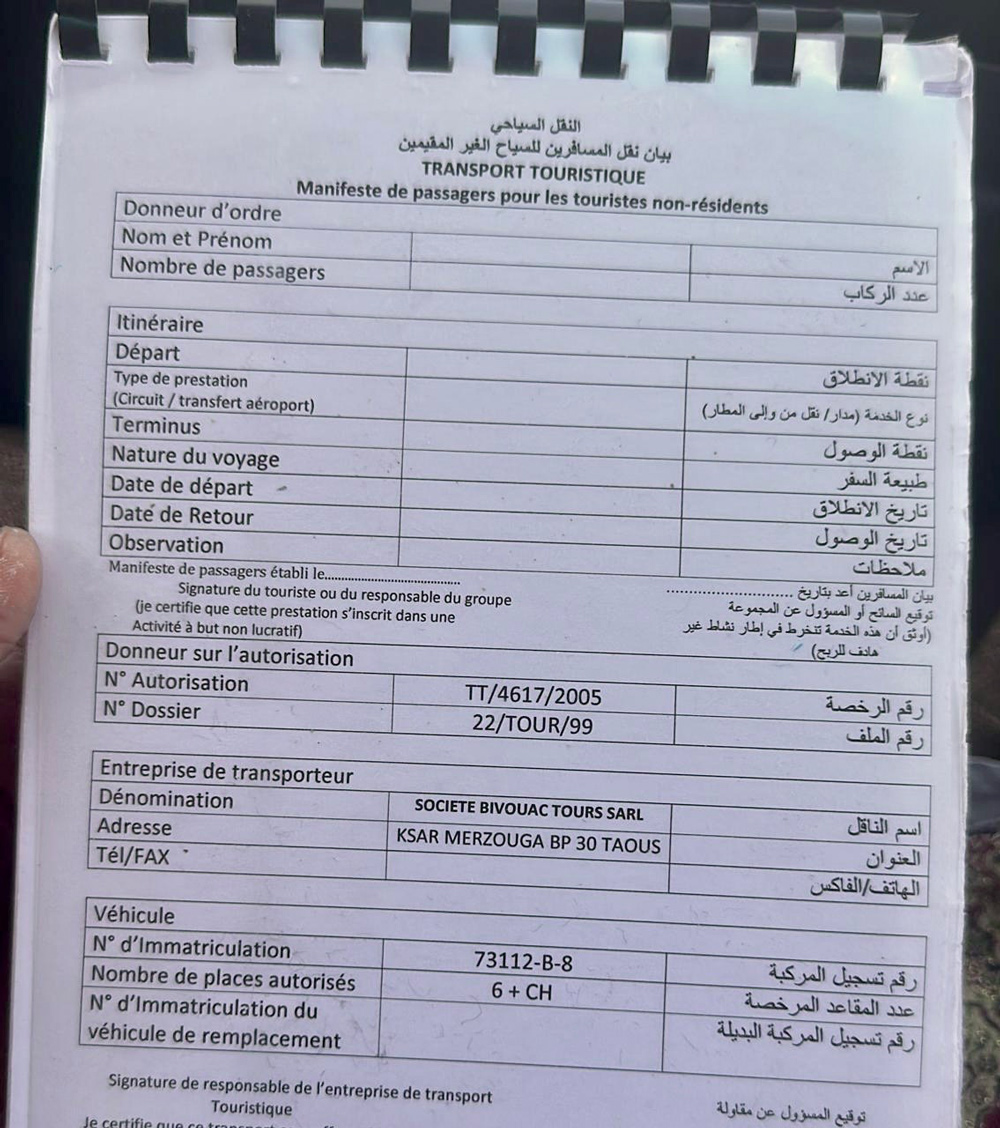 النقل السياحي
بيان نقل المسافرين للسياح الغير المقيمين
TRANSPORT TOURISTIQUE
Manifeste de passagers pour les touristes non-résidents
Donneur d'ordre
Nom et Prénom الاسم
Nombre de passagers عدد الركاب
Itinéraire
Départ نقطة الانطلاق
Type de prestation
(Circuit / transfert aéroport) نوع الخدمة (مدار/ نقل من وإلى المطار)
Terminus نقطة الوصول
Nature du voyage طبيعة السفر
Date de départ تاريخ الانطلاق
Date de Retour تاريخ الوصول
Observation ملاحظات
Manifeste de passagers établi le........................................ بيان المسافرين أعد بتاريخ ............................
Signature du touriste ou du responsable du groupe توقيع السائح أو المسؤول عن المجموعة
(je certifie que cette prestation s'inscrit dans une (أوثق أن هذه الخدمة تنخرط في إطار نشاط غير
Activité à but non lucratif) هادف للربح)
Donneur sur l'autorisation
N° Autorisation TT/4617/2005 رقم الرخصة
N° Dossier 22/TOUR/99 رقم الملف
Entreprise de transporteur
Dénomination SOCIETE BIVOUAC TOURS SARL اسم الناقل
Adresse KSAR MERZOUGA BP 30 TAOUS العنوان
Tél/FAX الهاتف/الفاكس
Véhicule
N° d'Immatriculation 73112-B-8 رقم تسجيل المركبة
Nombre de places autorisés 6 + CH عدد المقاعد المرخصة
N° d'Immatriculation du
véhicule de remplacement رقم تسجيل المركبة البديلة
Signature de responsable de l'entreprise de transport
Touristique توقيع المسؤول عن مقاولة
Je certifie que ce